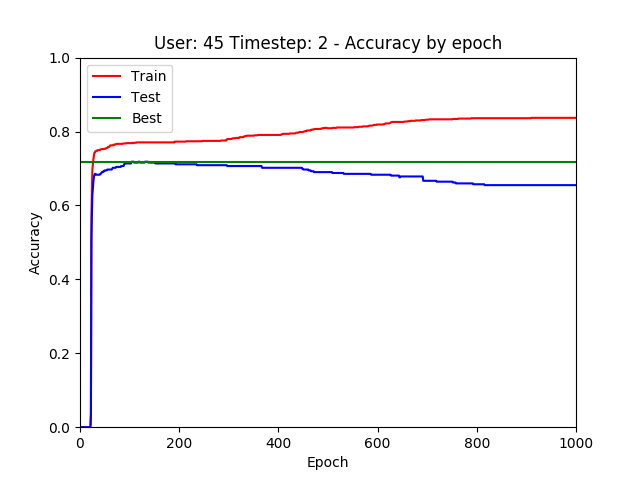 User: 45 Timestep: 2 - Accuracy by epoch
Train
Test
Best
Accuracy
1.0
0.8
0.6
0.4
0.2
0.0
0 200 400 600 800 1000
Epoch